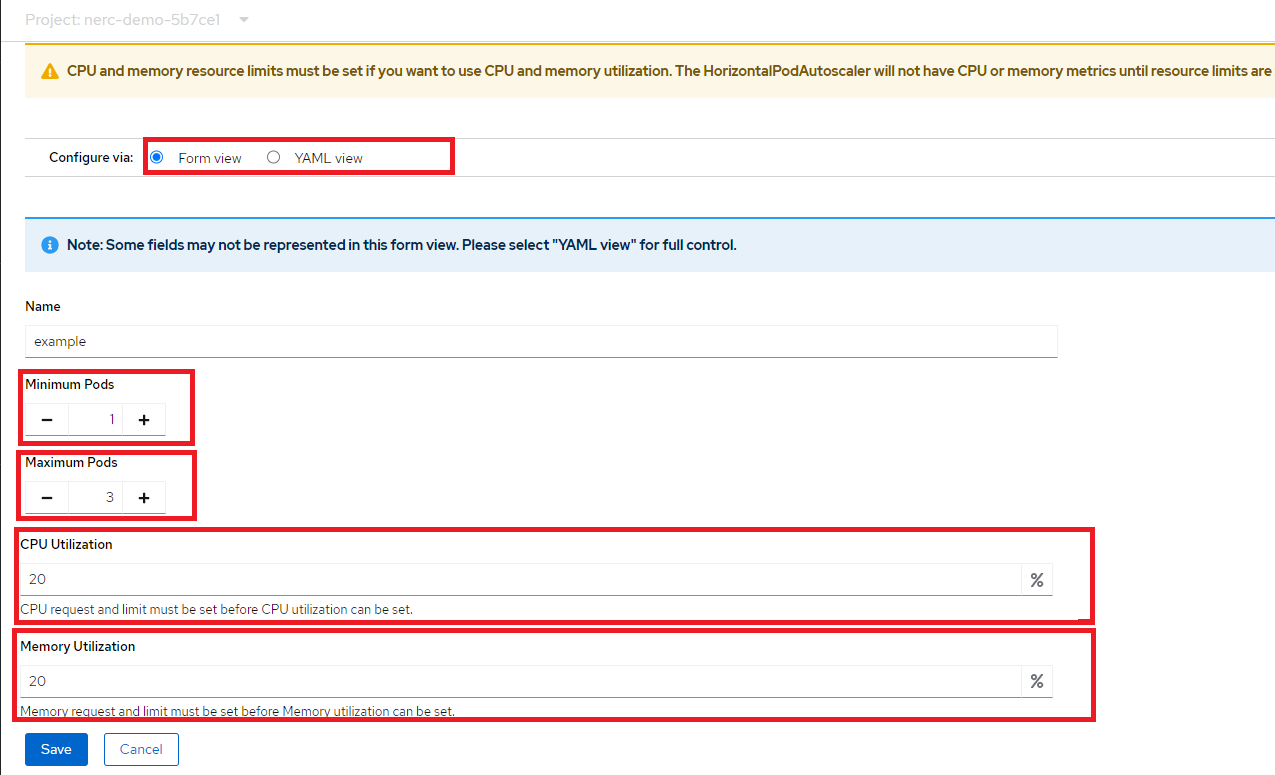 Project: nerc-demo-5b7ce1
CPU and memory resource limits must be set if you want to use CPU and memory utilization. The HorizontalPodAutoscaler will not have CPU or memory metrics until resource limits are
Configure via: Form view YAML view
Note: Some fields may not be represented in this form view. Please select "YAML view" for full control.
Name
example
Minimum Pods
− 1 +
Maximum Pods
− 3 +
CPU Utilization
20 %
CPU request and limit must be set before CPU utilization can be set.
Memory Utilization
20 %
Memory request and limit must be set before Memory utilization can be set.
Save Cancel